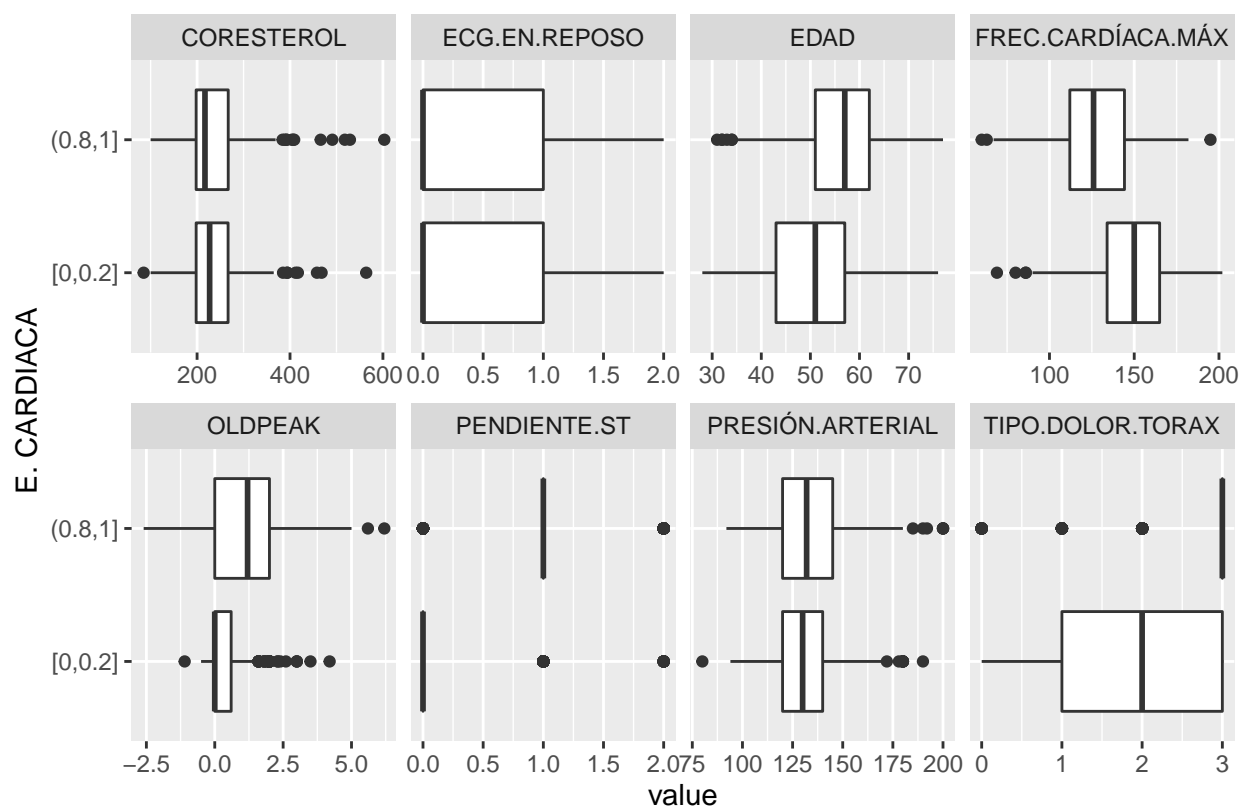 CORESTEROL ECG.EN.REPOSO EDAD FREC.CARDÍACA.MÁX
(0.8,1]
[0,0.2]
200 400 600 0.0 0.5 1.0 1.5 2.0 30 40 50 60 70 100 150 200
E. CARDIACA
OLDPEAK PENDIENTE.ST PRESIÓN.ARTERIAL TIPO.DOLOR.TORAX
(0.8,1]
[0,0.2]
−2.5 0.0 2.5 5.0 0.0 0.5 1.0 1.5 2.0 75 100 125 150 175 200 0 1 2 3
value